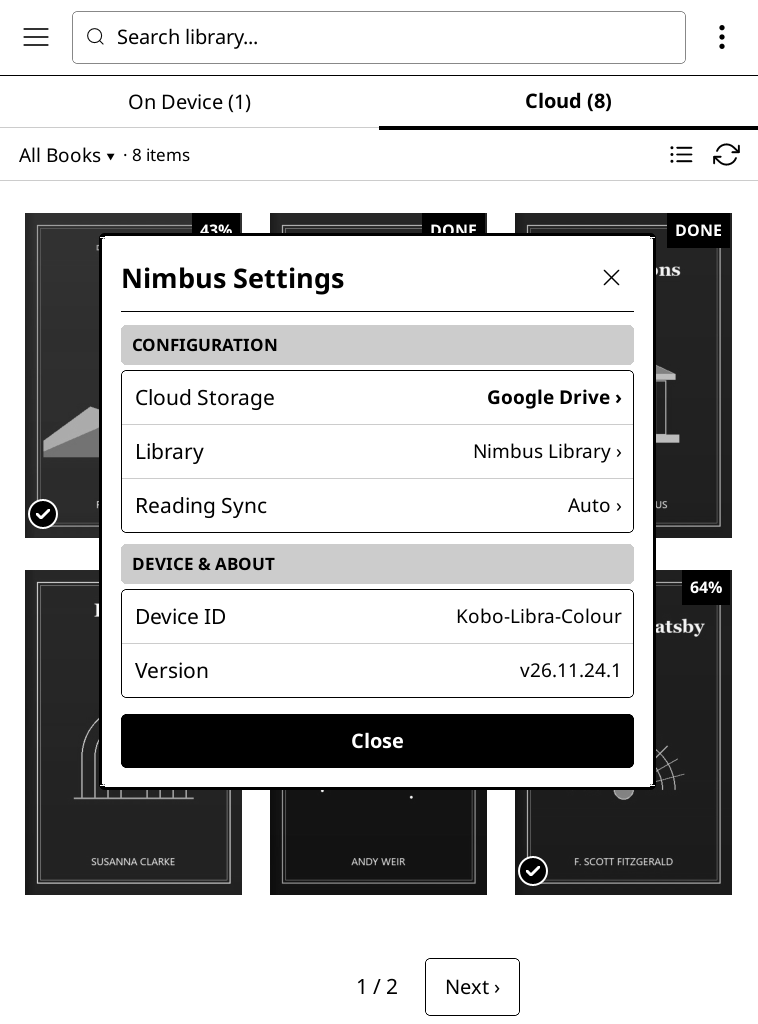 Search library...
On Device (1)
Cloud (8)
All Books ▾ · 8 items
43%
DONE
DONE
Nimbus Settings
CONFIGURATION
Cloud Storage
Google Drive ›
Library
Nimbus Library ›
Reading Sync
Auto ›
DEVICE & ABOUT
Device ID
Kobo-Libra-Colour
Version
v26.11.24.1
Close
64%
atsby
SUSANNA CLARKE
ANDY WEIR
F. SCOTT FITZGERALD
1 / 2
Next ›